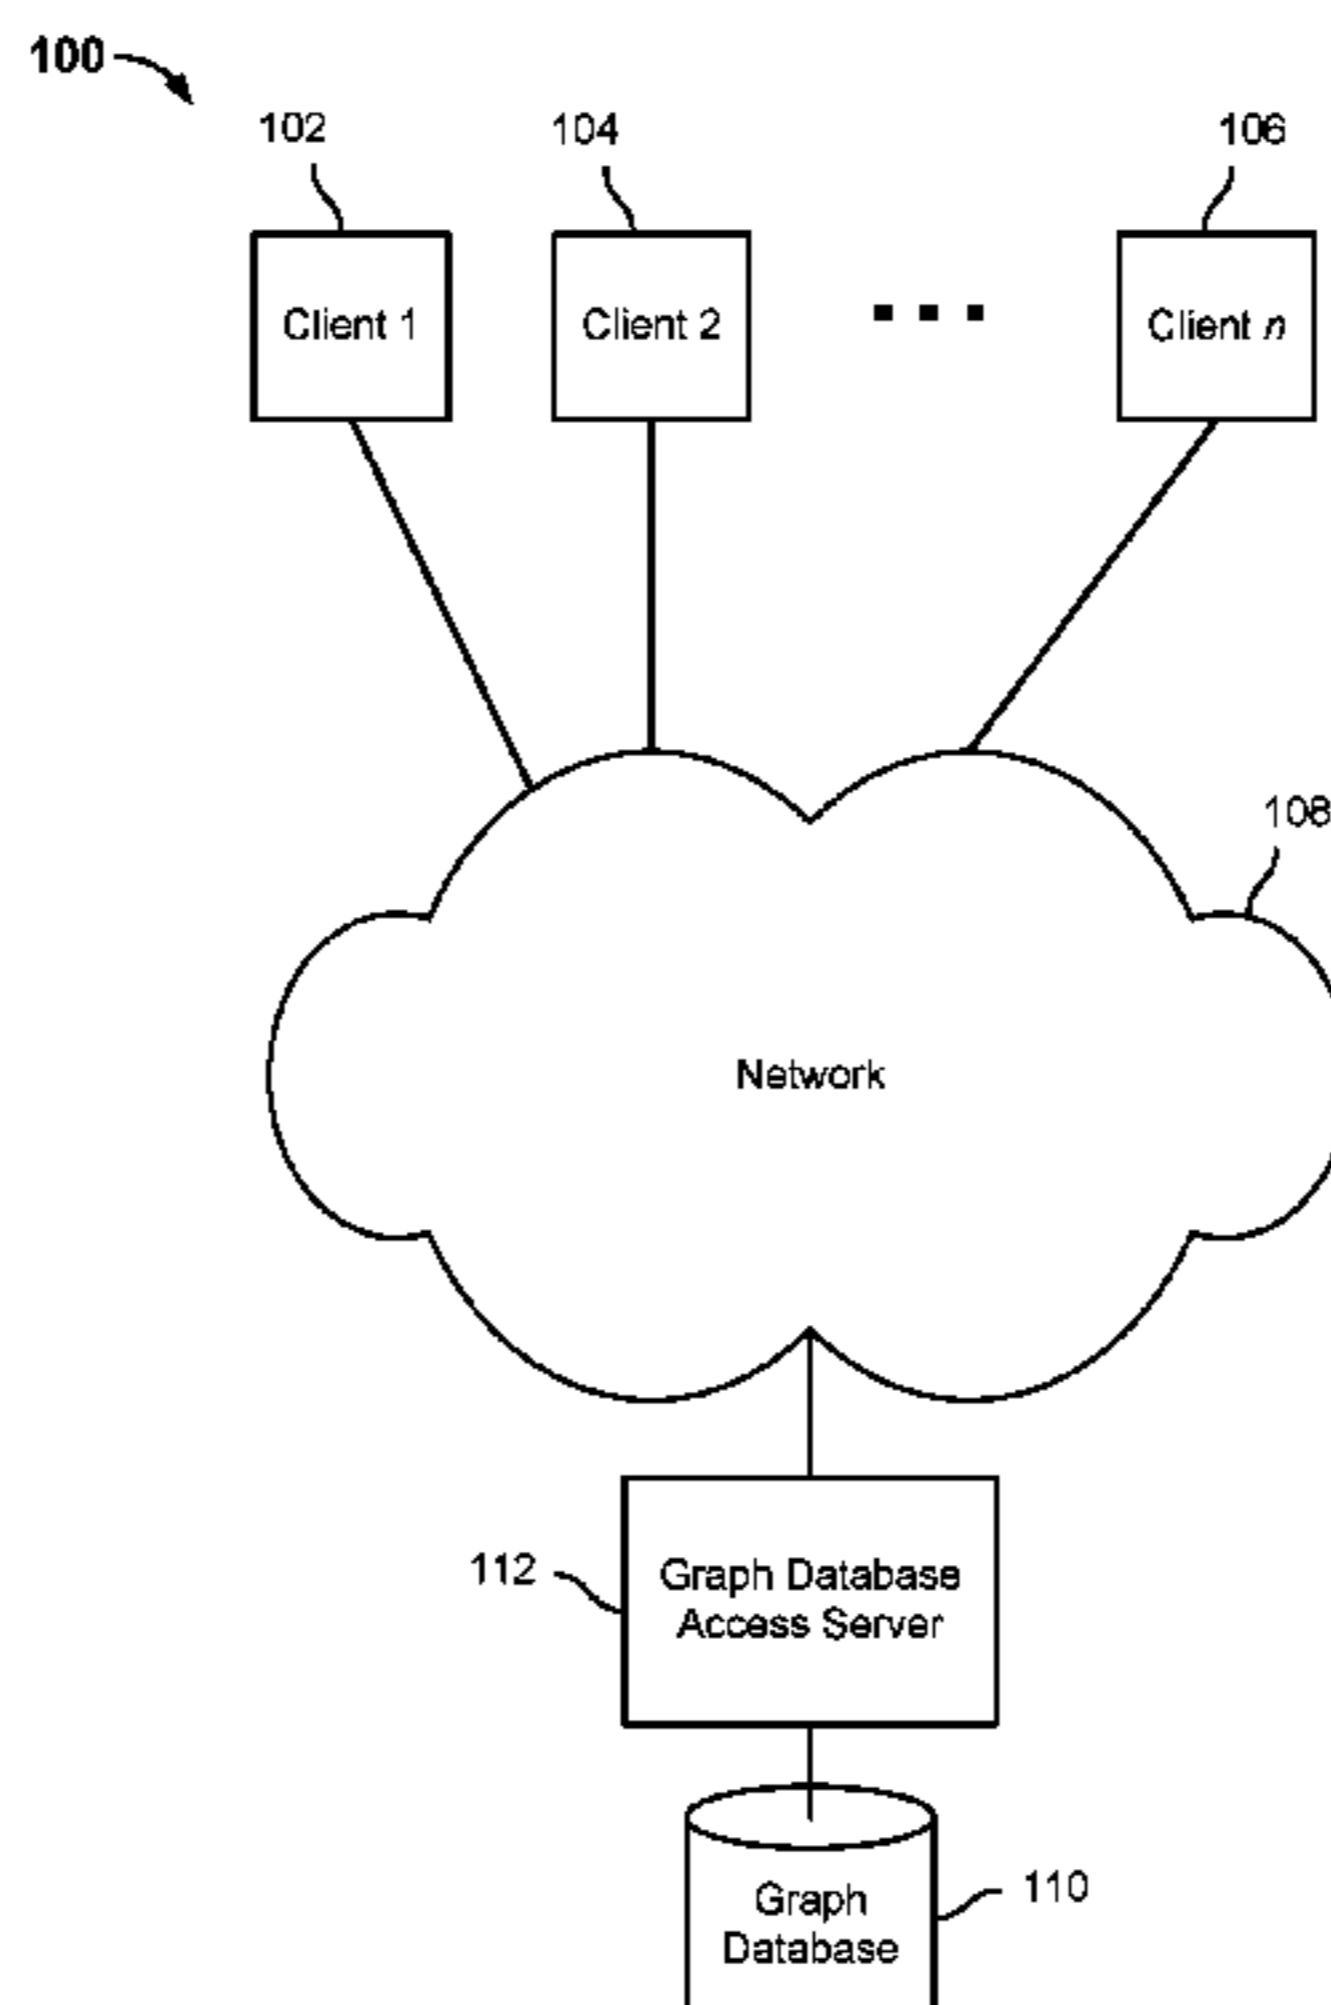 100
102
104
106
Client 1
Client 2
Client n
108
Network
112
Graph Database
Access Server
110
Graph
Database